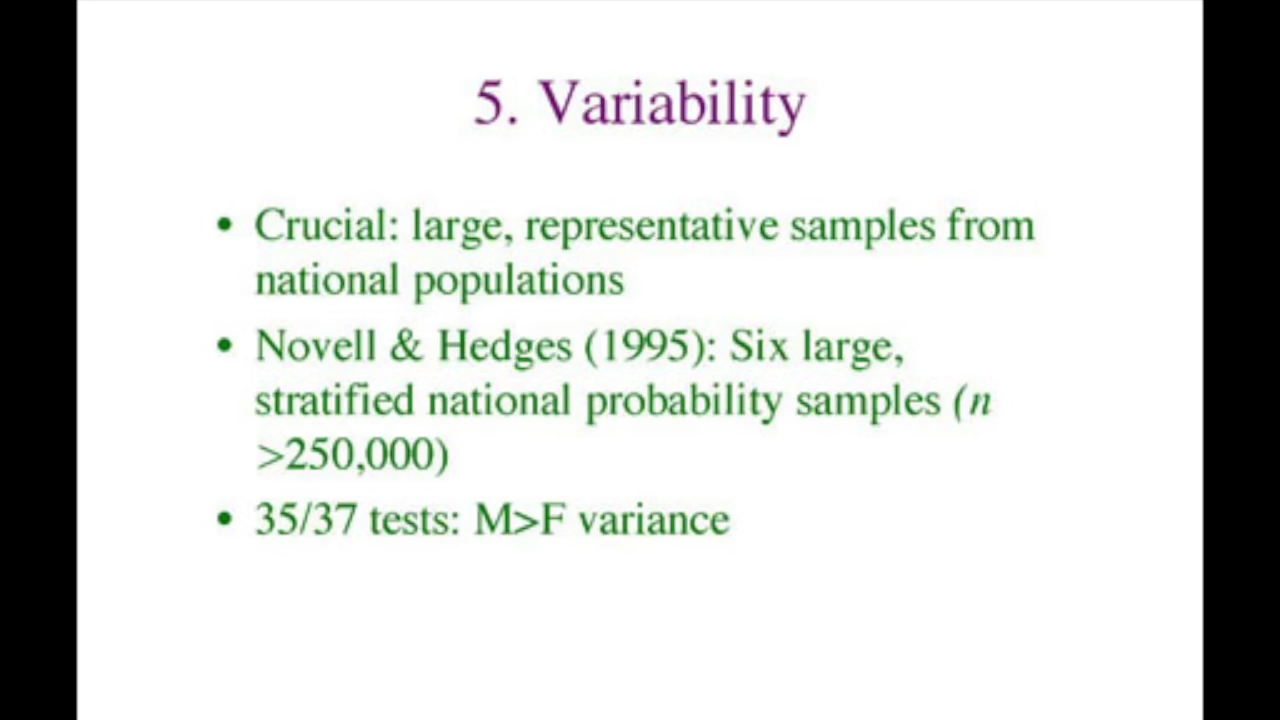 5. Variability
• Crucial: large, representative samples from
national populations
• Novell & Hedges (1995): Six large,
stratified national probability samples (n
>250,000)
• 35/37 tests: M>F variance